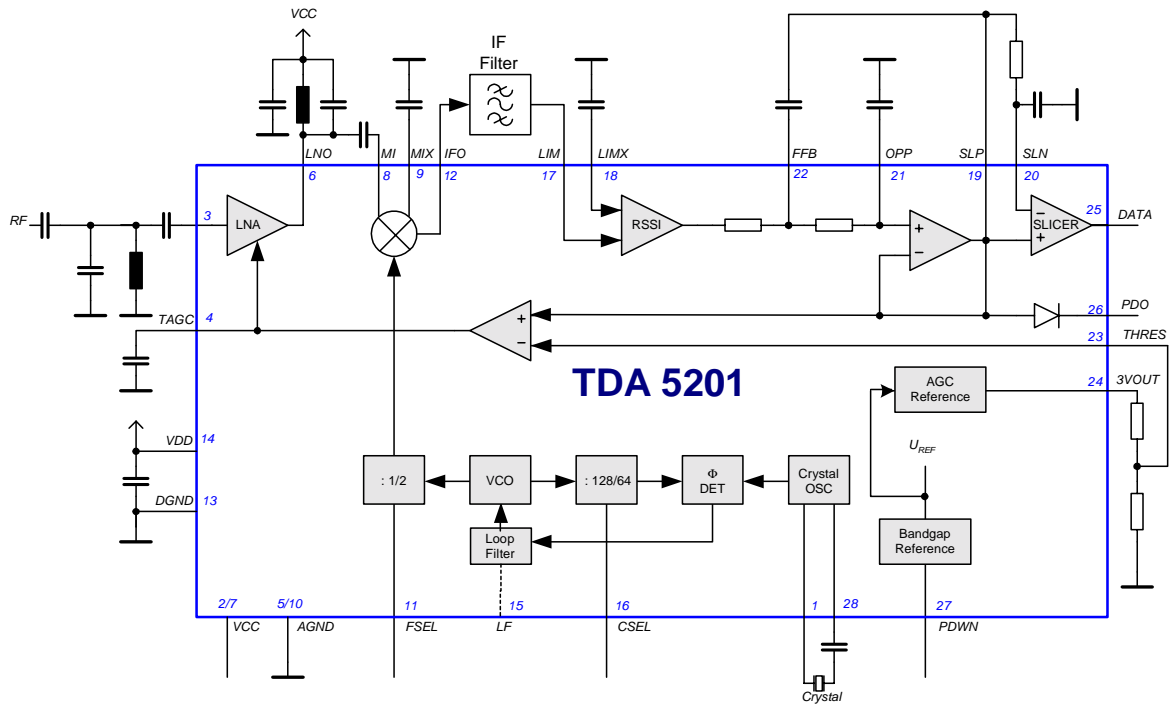 VCC
IF
Filter
LNO
MI
MIX
IFO
LIM
LIMX
FFB
OPP
SLP
SLN
6
8
9
12
17
18
22
21
19
20
RF
3
LNA
RSSI
+
−
−
+
SLICER
25
DATA
TAGC
4
+
−
26
PDO
23
THRES
TDA 5201
AGC
Reference
24
3VOUT
VDD
14
UREF
: 1/2
VCO
: 128/64
Φ
DET
Crystal
OSC
DGND
13
Loop
Filter
Bandgap
Reference
2/7
5/10
11
15
16
1
28
27
VCC
AGND
FSEL
LF
CSEL
PDWN
Crystal